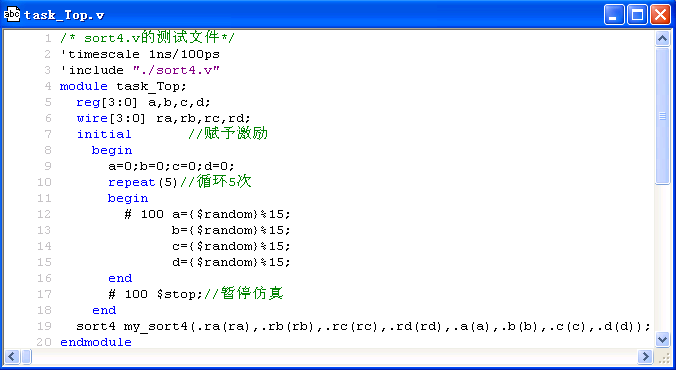 abc task_Top.v
1 /* sort4.v的测试文件*/
2 'timescale 1ns/100ps
3 'include "./sort4.v"
4 module task_Top;
5 reg[3:0] a,b,c,d;
6 wire[3:0] ra,rb,rc,rd;
7 initial //赋予激励
8 begin
9 a=0;b=0;c=0;d=0;
10 repeat(5)//循环5次
11 begin
12 # 100 a={$random}%15;
13 b={$random}%15;
14 c={$random}%15;
15 d={$random}%15;
16 end
17 # 100 $stop;//暂停仿真
18 end
19 sort4 my_sort4(.ra(ra),.rb(rb),.rc(rc),.rd(rd),.a(a),.b(b),.c(c),.d(d));
20 endmodule